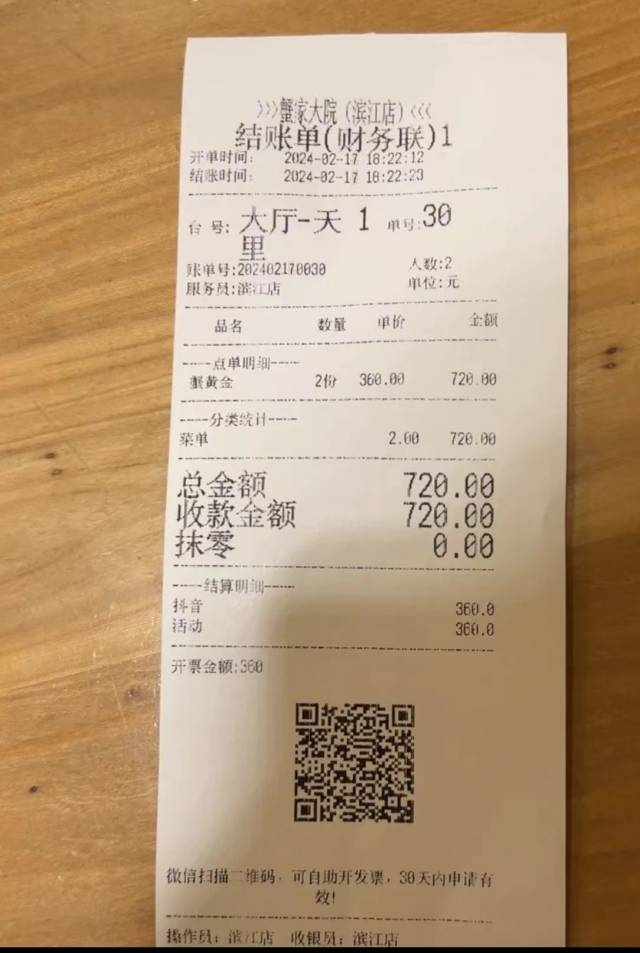 >>>蟹家大院（滨江店）<<<
结账单(财务联)1
开单时间： 2024-02-17 18:22:12
结账时间： 2024-02-17 18:22:23
台 号: 大厅-天 1 单号:30
里
账单号:202402170030 人数:2
服务员:滨江店 单位:元
品名 数量 单价 金额
-----点单明细-----
蟹黄金 2份 360.00 720.00
-----分类统计-----
菜单 2.00 720.00
总金额 720.00
收款金额 720.00
抹零 0.00
-----结算明细-----
抖音 360.0
活动 360.0
开票金额:360
微信扫描二维码，可自助开发票，30天内申请有
效!
操作员：滨江店 收银员：滨江店